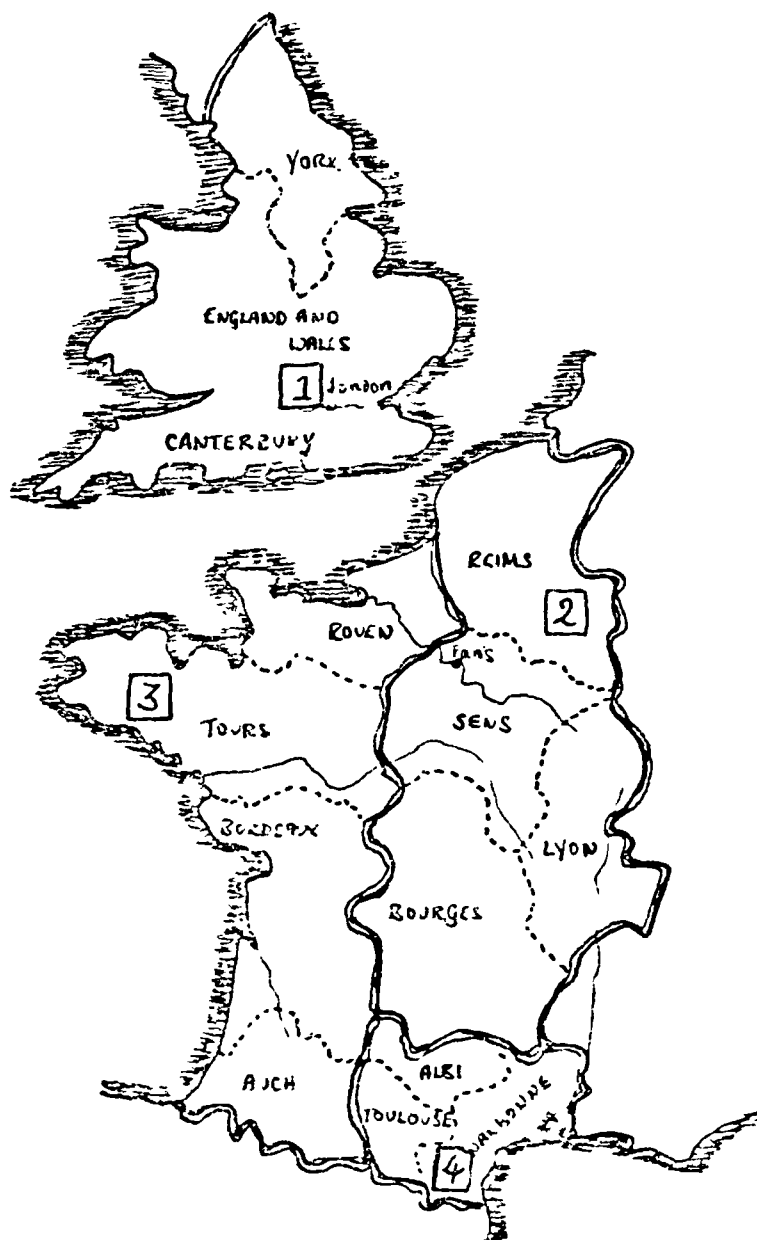 YORK
ENGLAND AND
WALES
1 London
CANTERBURY
REIMS
2
ROUEN
Paris
3
SENS
TOURS
BORDEAUX
LYON
BOURGES
ALBI
AUCH
NARBONNE
TOULOUSE
4